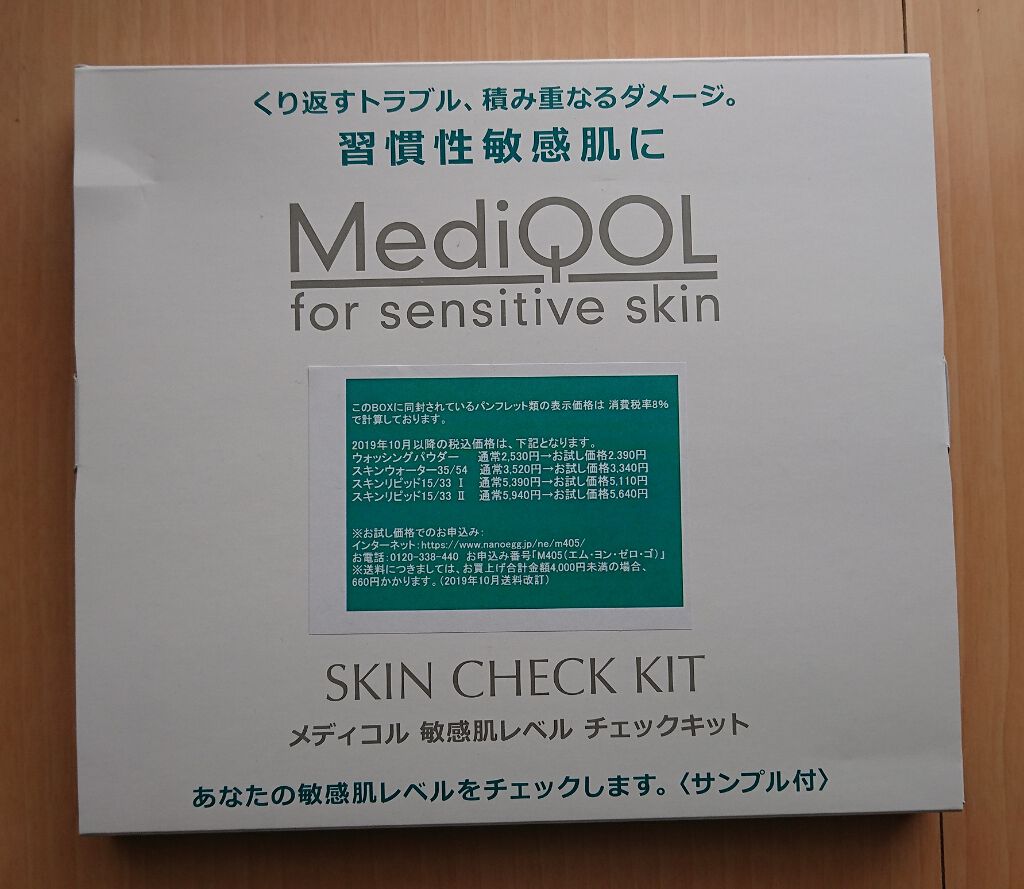 くり返すトラブル、積み重なるダメージ。
習慣性敏感肌に
MediQOL
for sensitive skin
このBOXに同封されているパンフレット類の表示価格は 消費税率8%
で計算しております。
2019年10月以降の税込価格は、下記となります。
ウォッシングパウダー 通常2,530円→お試し価格2.390円
スキンウォーター35/54 通常3,520円→お試し価格3,340円
スキンリピッド15/33 Ⅰ 通常5,390円→お試し価格5,110円
スキンリピッド15/33 Ⅱ 通常5,940円→お試し価格5,640円
※お試し価格でのお申込み:
インターネット:https://www.nanoegg.jp/ne/m405/
お電話:0120-338-440 お申込み番号「M405(エム・ヨン・ゼロ・ゴ)」
※送料につきましては、お買上げ合計金額4,000円未満の場合、
660円かかります。(2019年10月送料改訂)
SKIN CHECK KIT
メディコル 敏感肌レベル チェックキット
あなたの敏感肌レベルをチェックします。〈サンプル付〉